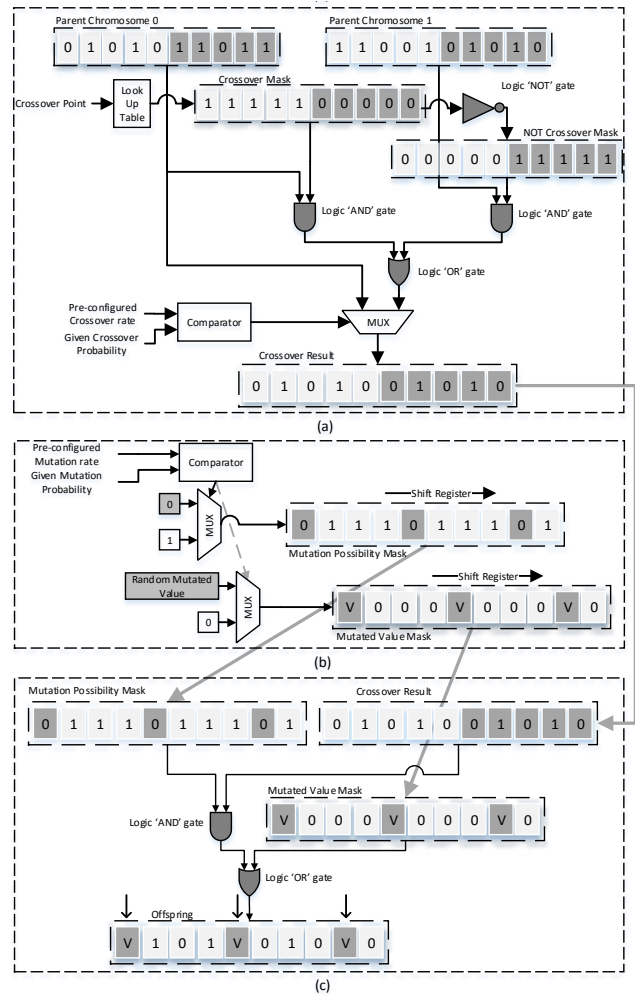 Parent Chromosome 0
Parent Chromosome 1
0 1 0 1 0 1 1 0 1 1
1 1 0 0 1 0 1 0 1 0
Logic 'NOT' gate
Crossover Mask
Crossover Point
Look
Up
Table
1 1 1 1 1 0 0 0 0 0
NOT Crossover Mask
0 0 0 0 0 1 1 1 1 1
Logic 'AND' gate
Logic 'AND' gate
Logic 'OR' gate
Pre-configured
Crossover rate
Given Crossover
Probability
Comparator
MUX
Crossover Result
0 1 0 1 0 0 1 0 1 0
(a)
Pre-configured
Mutation rate
Given Mutation
Probability
Comparator
0
1
MUX
Shift Register
0 1 1 1 0 1 1 1 0 1
Mutation Possibility Mask
Random Mutated
Value
0
MUX
Shift Register
V 0 0 0 V 0 0 0 V 0
Mutated Value Mask
(b)
Mutation Possibility Mask
Crossover Result
0 1 1 1 0 1 1 1 0 1
0 1 0 1 0 0 1 0 1 0
Mutated Value Mask
V 0 0 0 V 0 0 0 V 0
Logic 'AND' gate
Logic 'OR' gate
Offspring
V 1 0 1 V 0 1 0 V 0
(c)